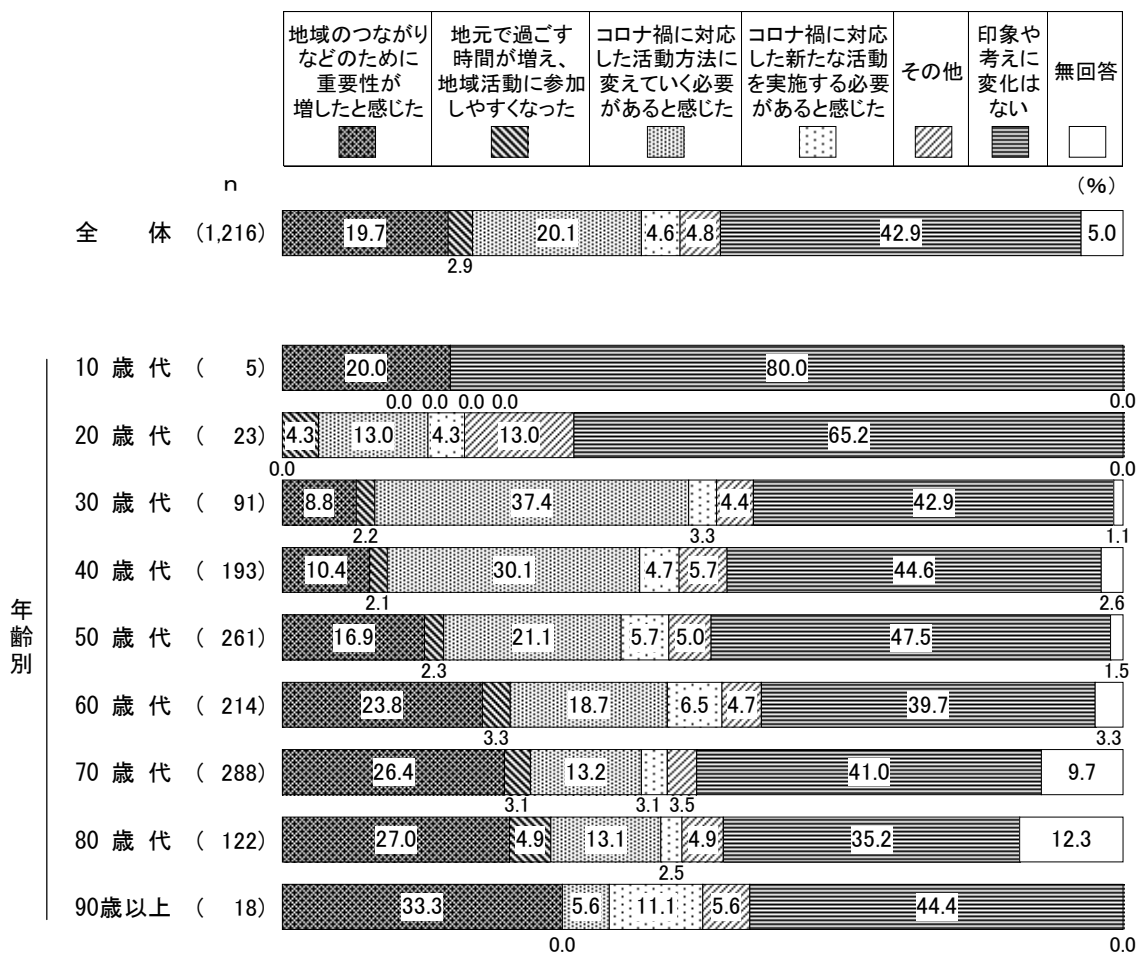 地域のつながり
などのために
重要性が
増したと感じた
地元で過ごす
時間が増え、
地域活動に参加
しやすくなった
コロナ禍に対応
した活動方法に
変えていく必要
があると感じた
コロナ禍に対応
した新たな活動
を実施する必要
があると感じた
その他
印象や
考えに
変化は
ない
無回答
n
(%)
全 体 (1,216) 19.7 20.1 4.6 4.8 42.9 5.0
2.9
年齢別
10 歳 代 ( 5) 20.0 80.0
0.0 0.0 0.0 0.0 0.0
20 歳 代 ( 23) 4.3 13.0 4.3 13.0 65.2
0.0 0.0
30 歳 代 ( 91) 8.8 37.4 4.4 42.9
2.2 3.3 1.1
40 歳 代 ( 193) 10.4 30.1 4.7 5.7 44.6
2.1 2.6
50 歳 代 ( 261) 16.9 21.1 5.7 5.0 47.5
2.3 1.5
60 歳 代 ( 214) 23.8 18.7 6.5 4.7 39.7
3.3 3.3
70 歳 代 ( 288) 26.4 13.2 41.0 9.7
3.1 3.1 3.5
80 歳 代 ( 122) 27.0 4.9 13.1 4.9 35.2 12.3
2.5
90歳以上 ( 18) 33.3 5.6 11.1 5.6 44.4
0.0 0.0